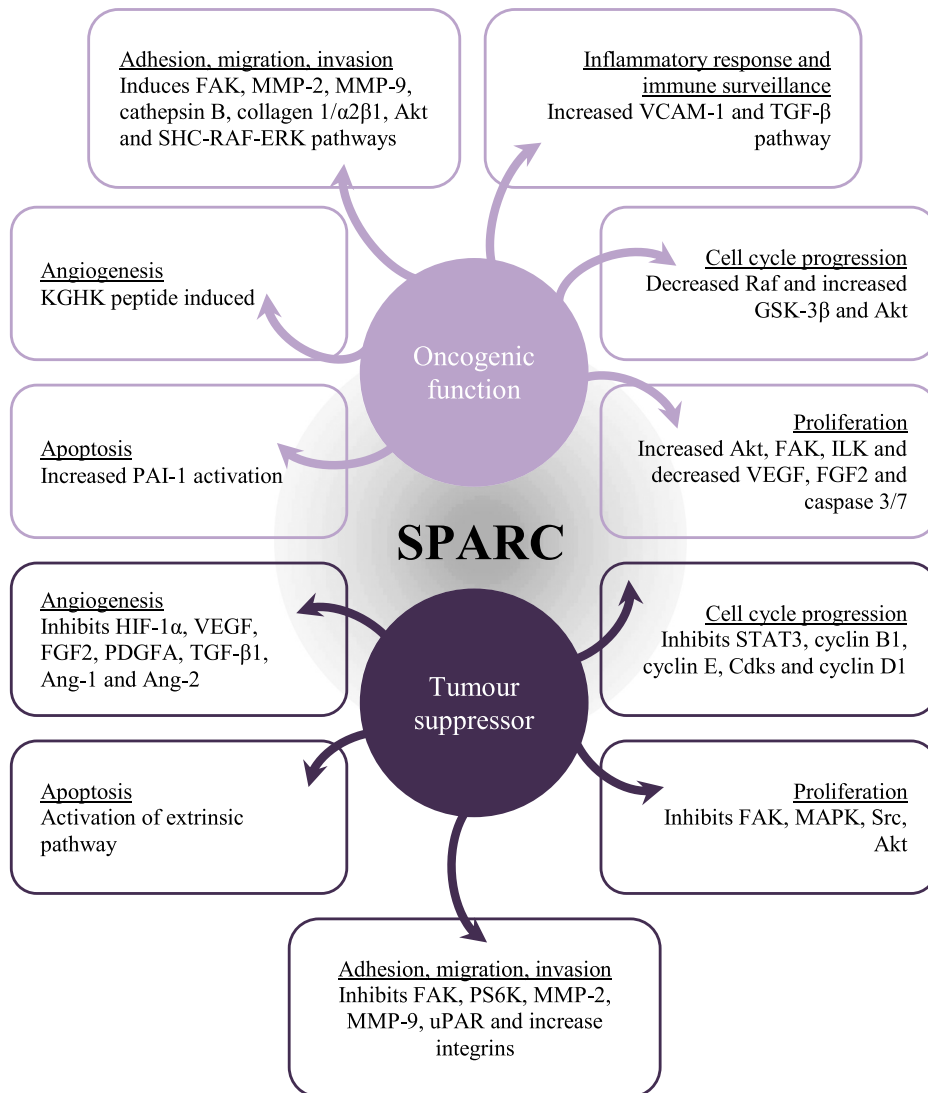 Adhesion, migration, invasion
Induces FAK, MMP-2, MMP-9,
cathepsin B, collagen 1/α2β1, Akt
and SHC-RAF-ERK pathways
Inflammatory response and
immune surveillance
Increased VCAM-1 and TGF-β
pathway
Angiogenesis
KGHK peptide induced
Cell cycle progression
Decreased Raf and increased
GSK-3β and Akt
Oncogenic
function
Apoptosis
Increased PAI-1 activation
Proliferation
Increased Akt, FAK, ILK and
decreased VEGF, FGF2 and
caspase 3/7
SPARC
Angiogenesis
Inhibits HIF-1α, VEGF,
FGF2, PDGFA, TGF-β1,
Ang-1 and Ang-2
Cell cycle progression
Inhibits STAT3, cyclin B1,
cyclin E, Cdks and cyclin D1
Tumour
suppressor
Apoptosis
Activation of extrinsic
pathway
Proliferation
Inhibits FAK, MAPK, Src,
Akt
Adhesion, migration, invasion
Inhibits FAK, PS6K, MMP-2,
MMP-9, uPAR and increase
integrins